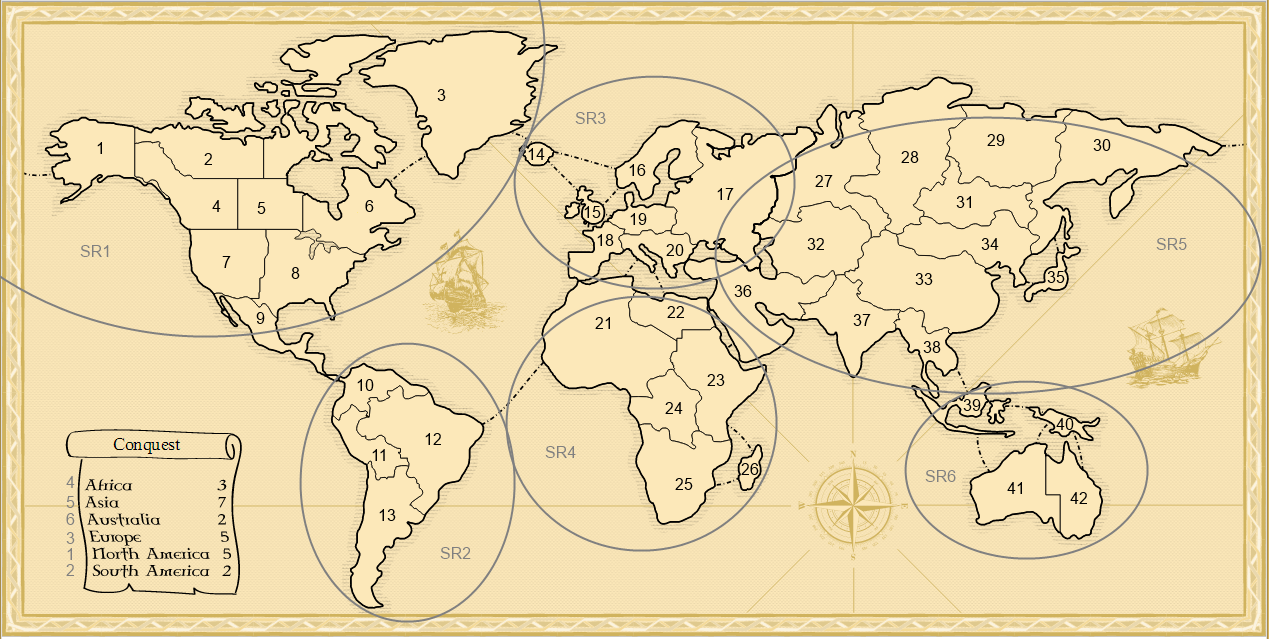 3
SR3
29
30
1
14
2
28
16
27
17
31
4
5
6
15
19
32
34
SR5
SR1
18
20
7
8
33
35
36
9
22
37
21
38
10
23
39
24
40
12
11
SR4
SR6
26
25
41
42
13
SR2
Conquest
4 Africa 3
5 Asia 7
6 Australia 2
3 Europe 5
1 North America 5
2 South America 2
N
W
E
S